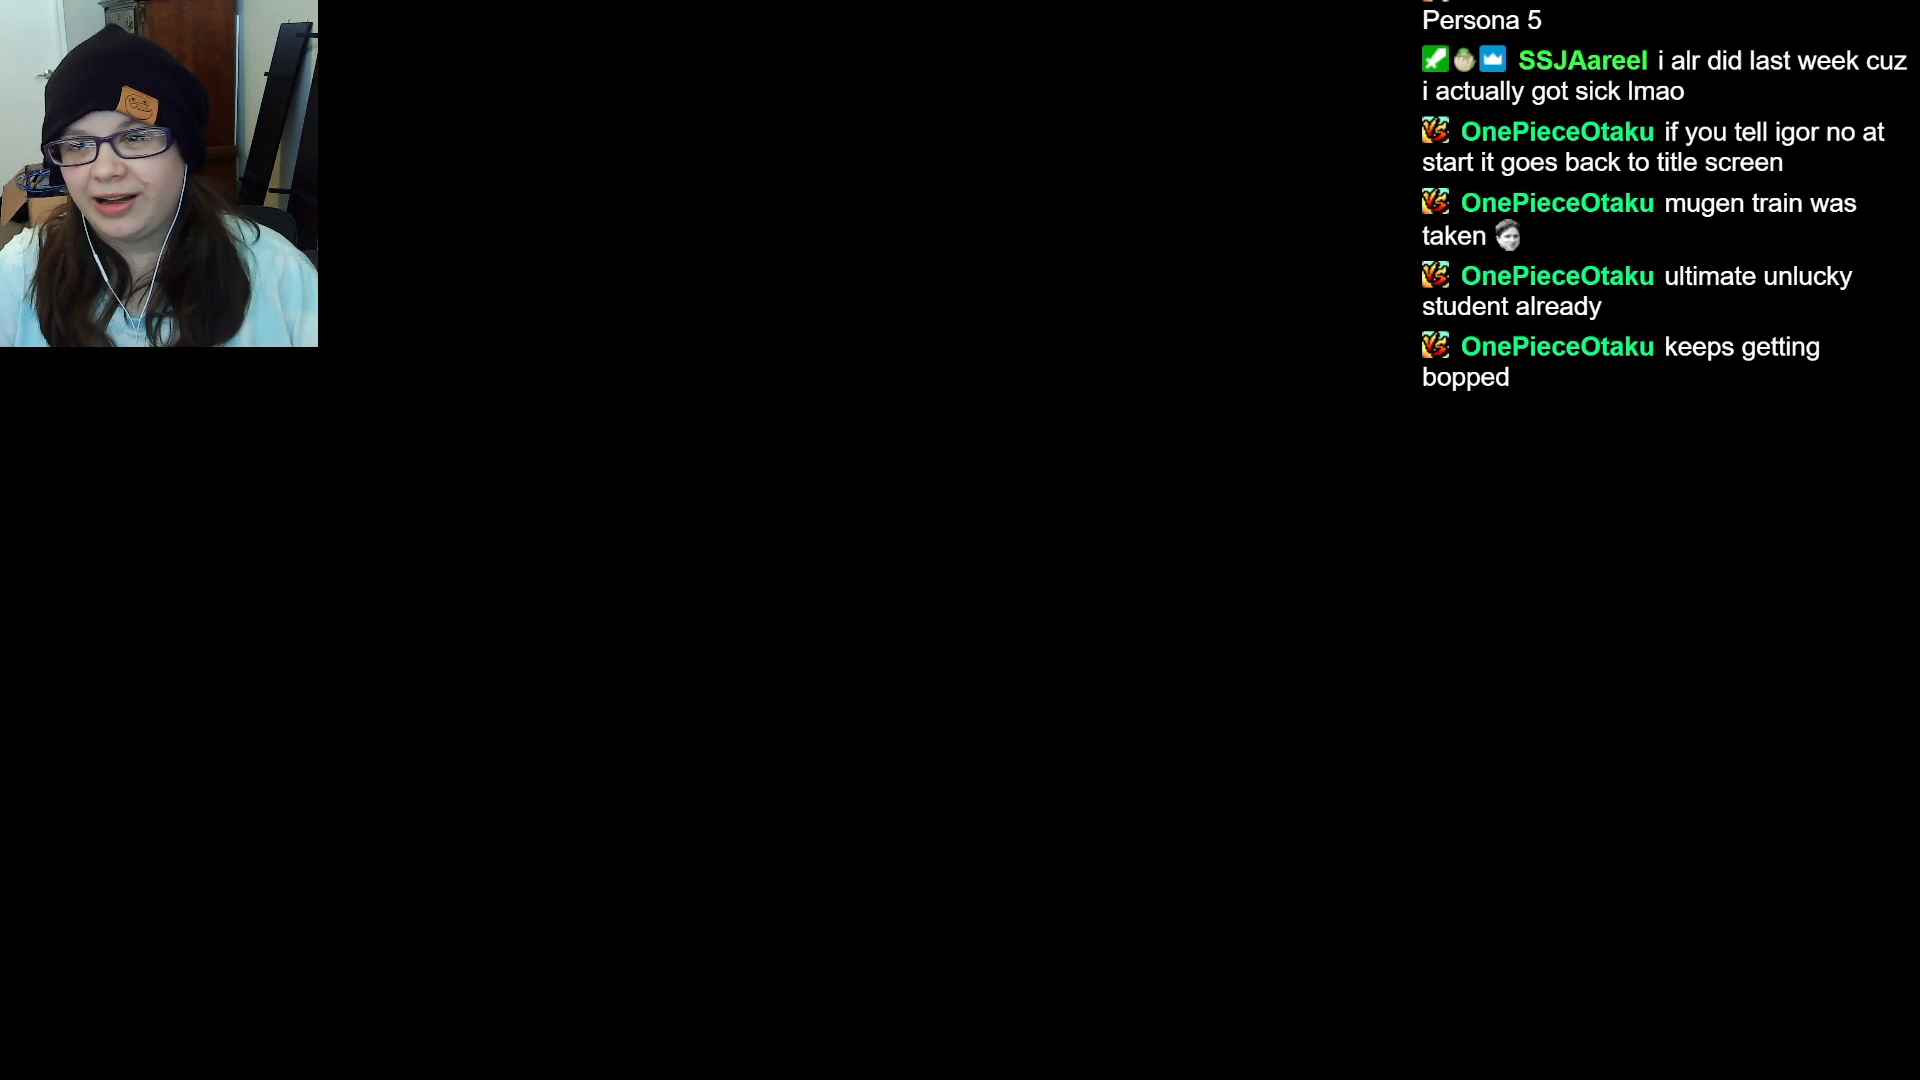 Persona 5
SSJAareel i alr did last week cuz
i actually got sick lmao
OnePieceOtaku if you tell igor no at
start it goes back to title screen
OnePieceOtaku mugen train was
taken
OnePieceOtaku ultimate unlucky
student already
OnePieceOtaku keeps getting
bopped